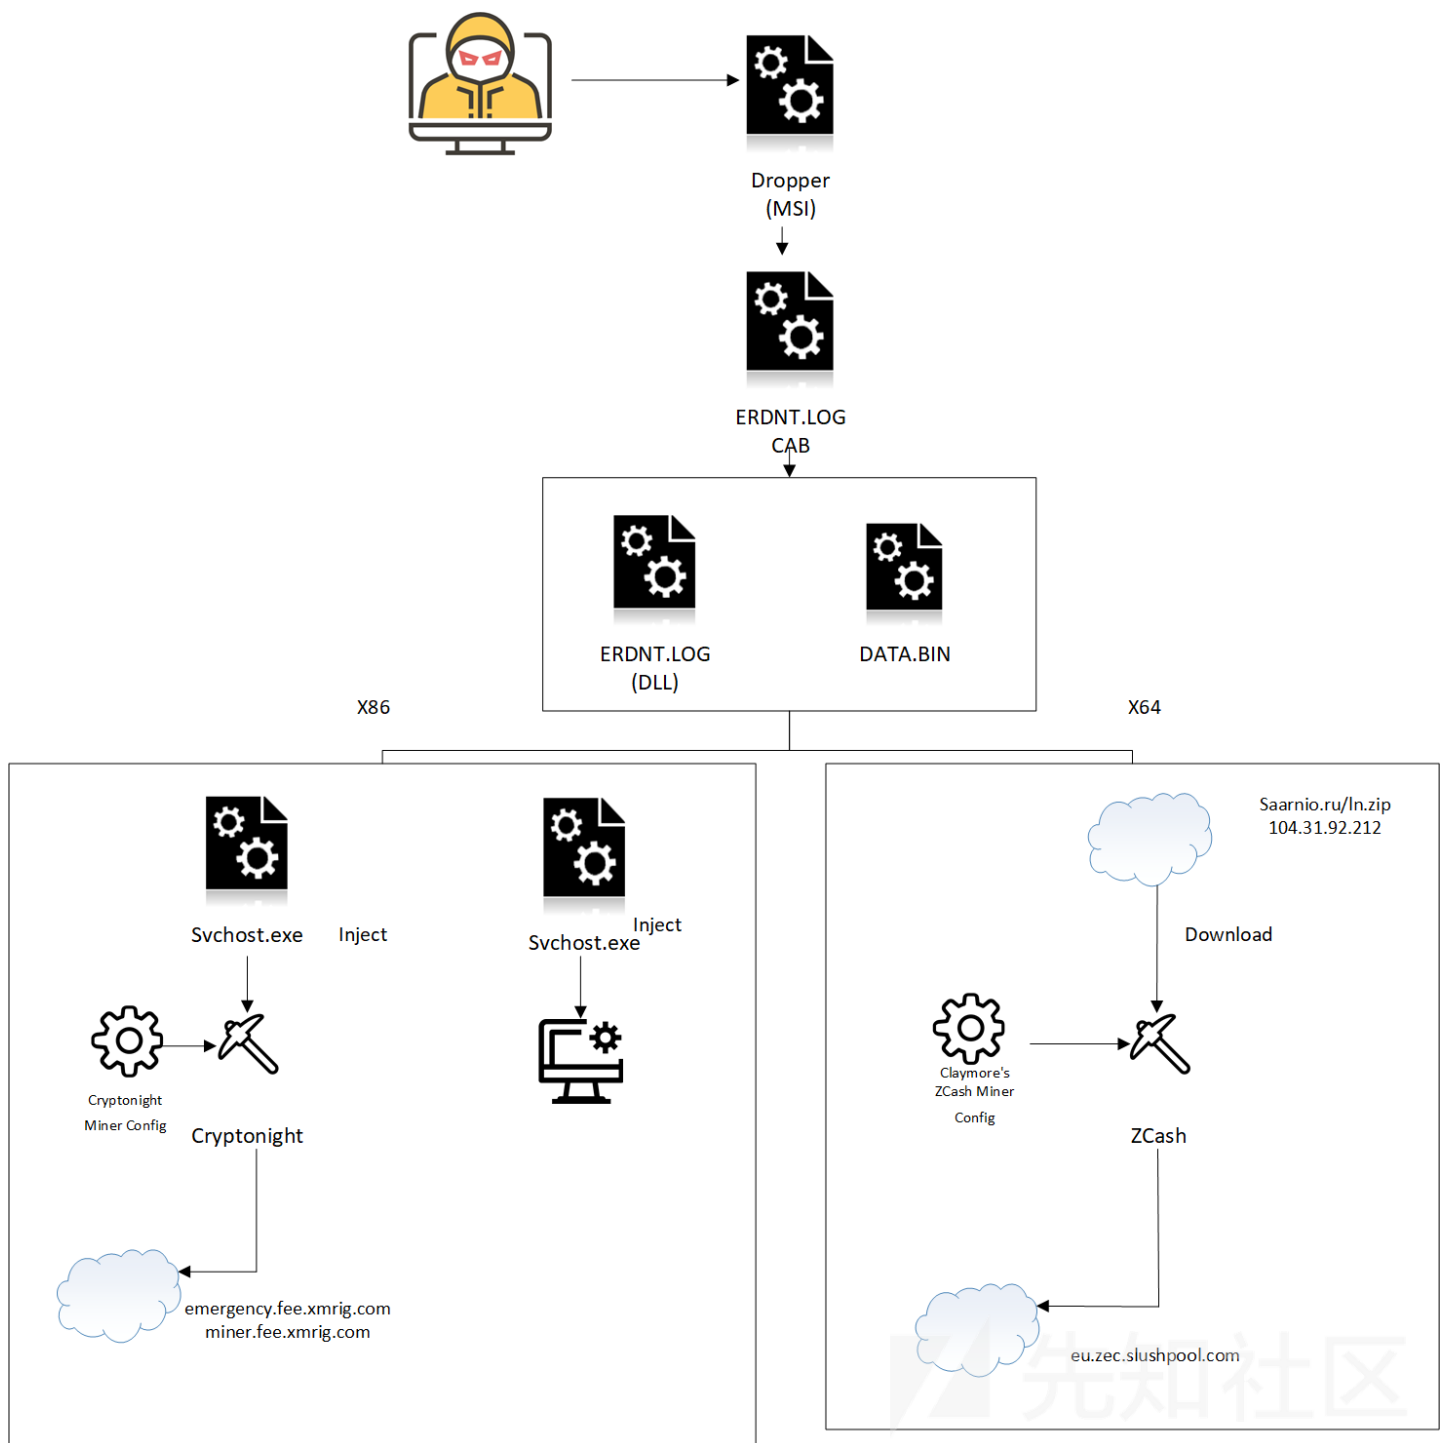 Dropper
(MSI)
ERDNT.LOG
CAB
ERDNT.LOG
(DLL)
DATA.BIN
X86
X64
Svchost.exe
Inject
Svchost.exe
Inject
Cryptonight
Miner Config
Cryptonight
emergency.fee.xmrig.com
miner.fee.xmrig.com
Saarnio.ru/ln.zip
104.31.92.212
Download
Claymore's
ZCash Miner
Config
ZCash
eu.zec.slushpool.com
先知社区